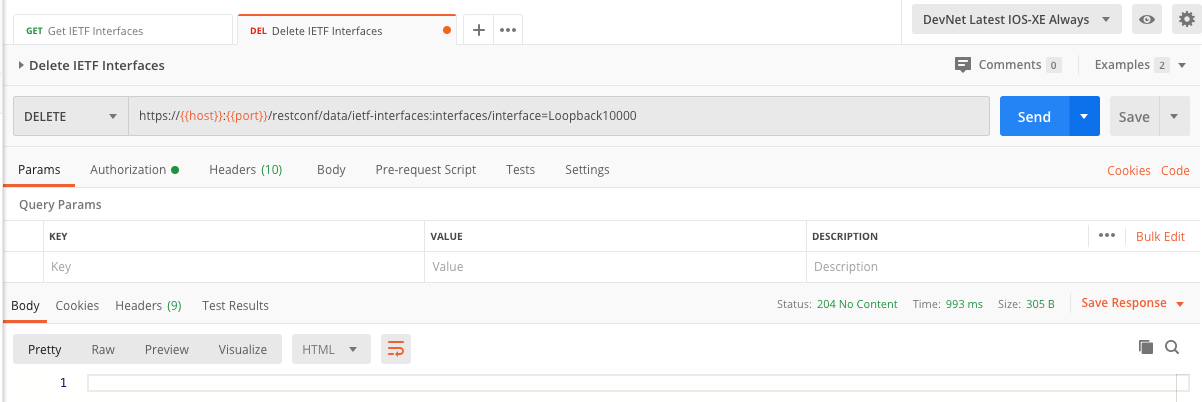 GET Get IETF Interfaces DEL Delete IETF Interfaces + ••• DevNet Latest IOS-XE Always
Delete IETF Interfaces Comments 0 Examples 2
DELETE https://{{host}}:{{port}}/restconf/data/ietf-interfaces:interfaces/interface=Loopback10000 Send Save
Params Authorization Headers (10) Body Pre-request Script Tests Settings Cookies Code
Query Params
KEY VALUE DESCRIPTION ••• Bulk Edit
Key Value Description
Body Cookies Headers (9) Test Results Status: 204 No Content Time: 993 ms Size: 305 B Save Response
Pretty Raw Preview Visualize HTML
1